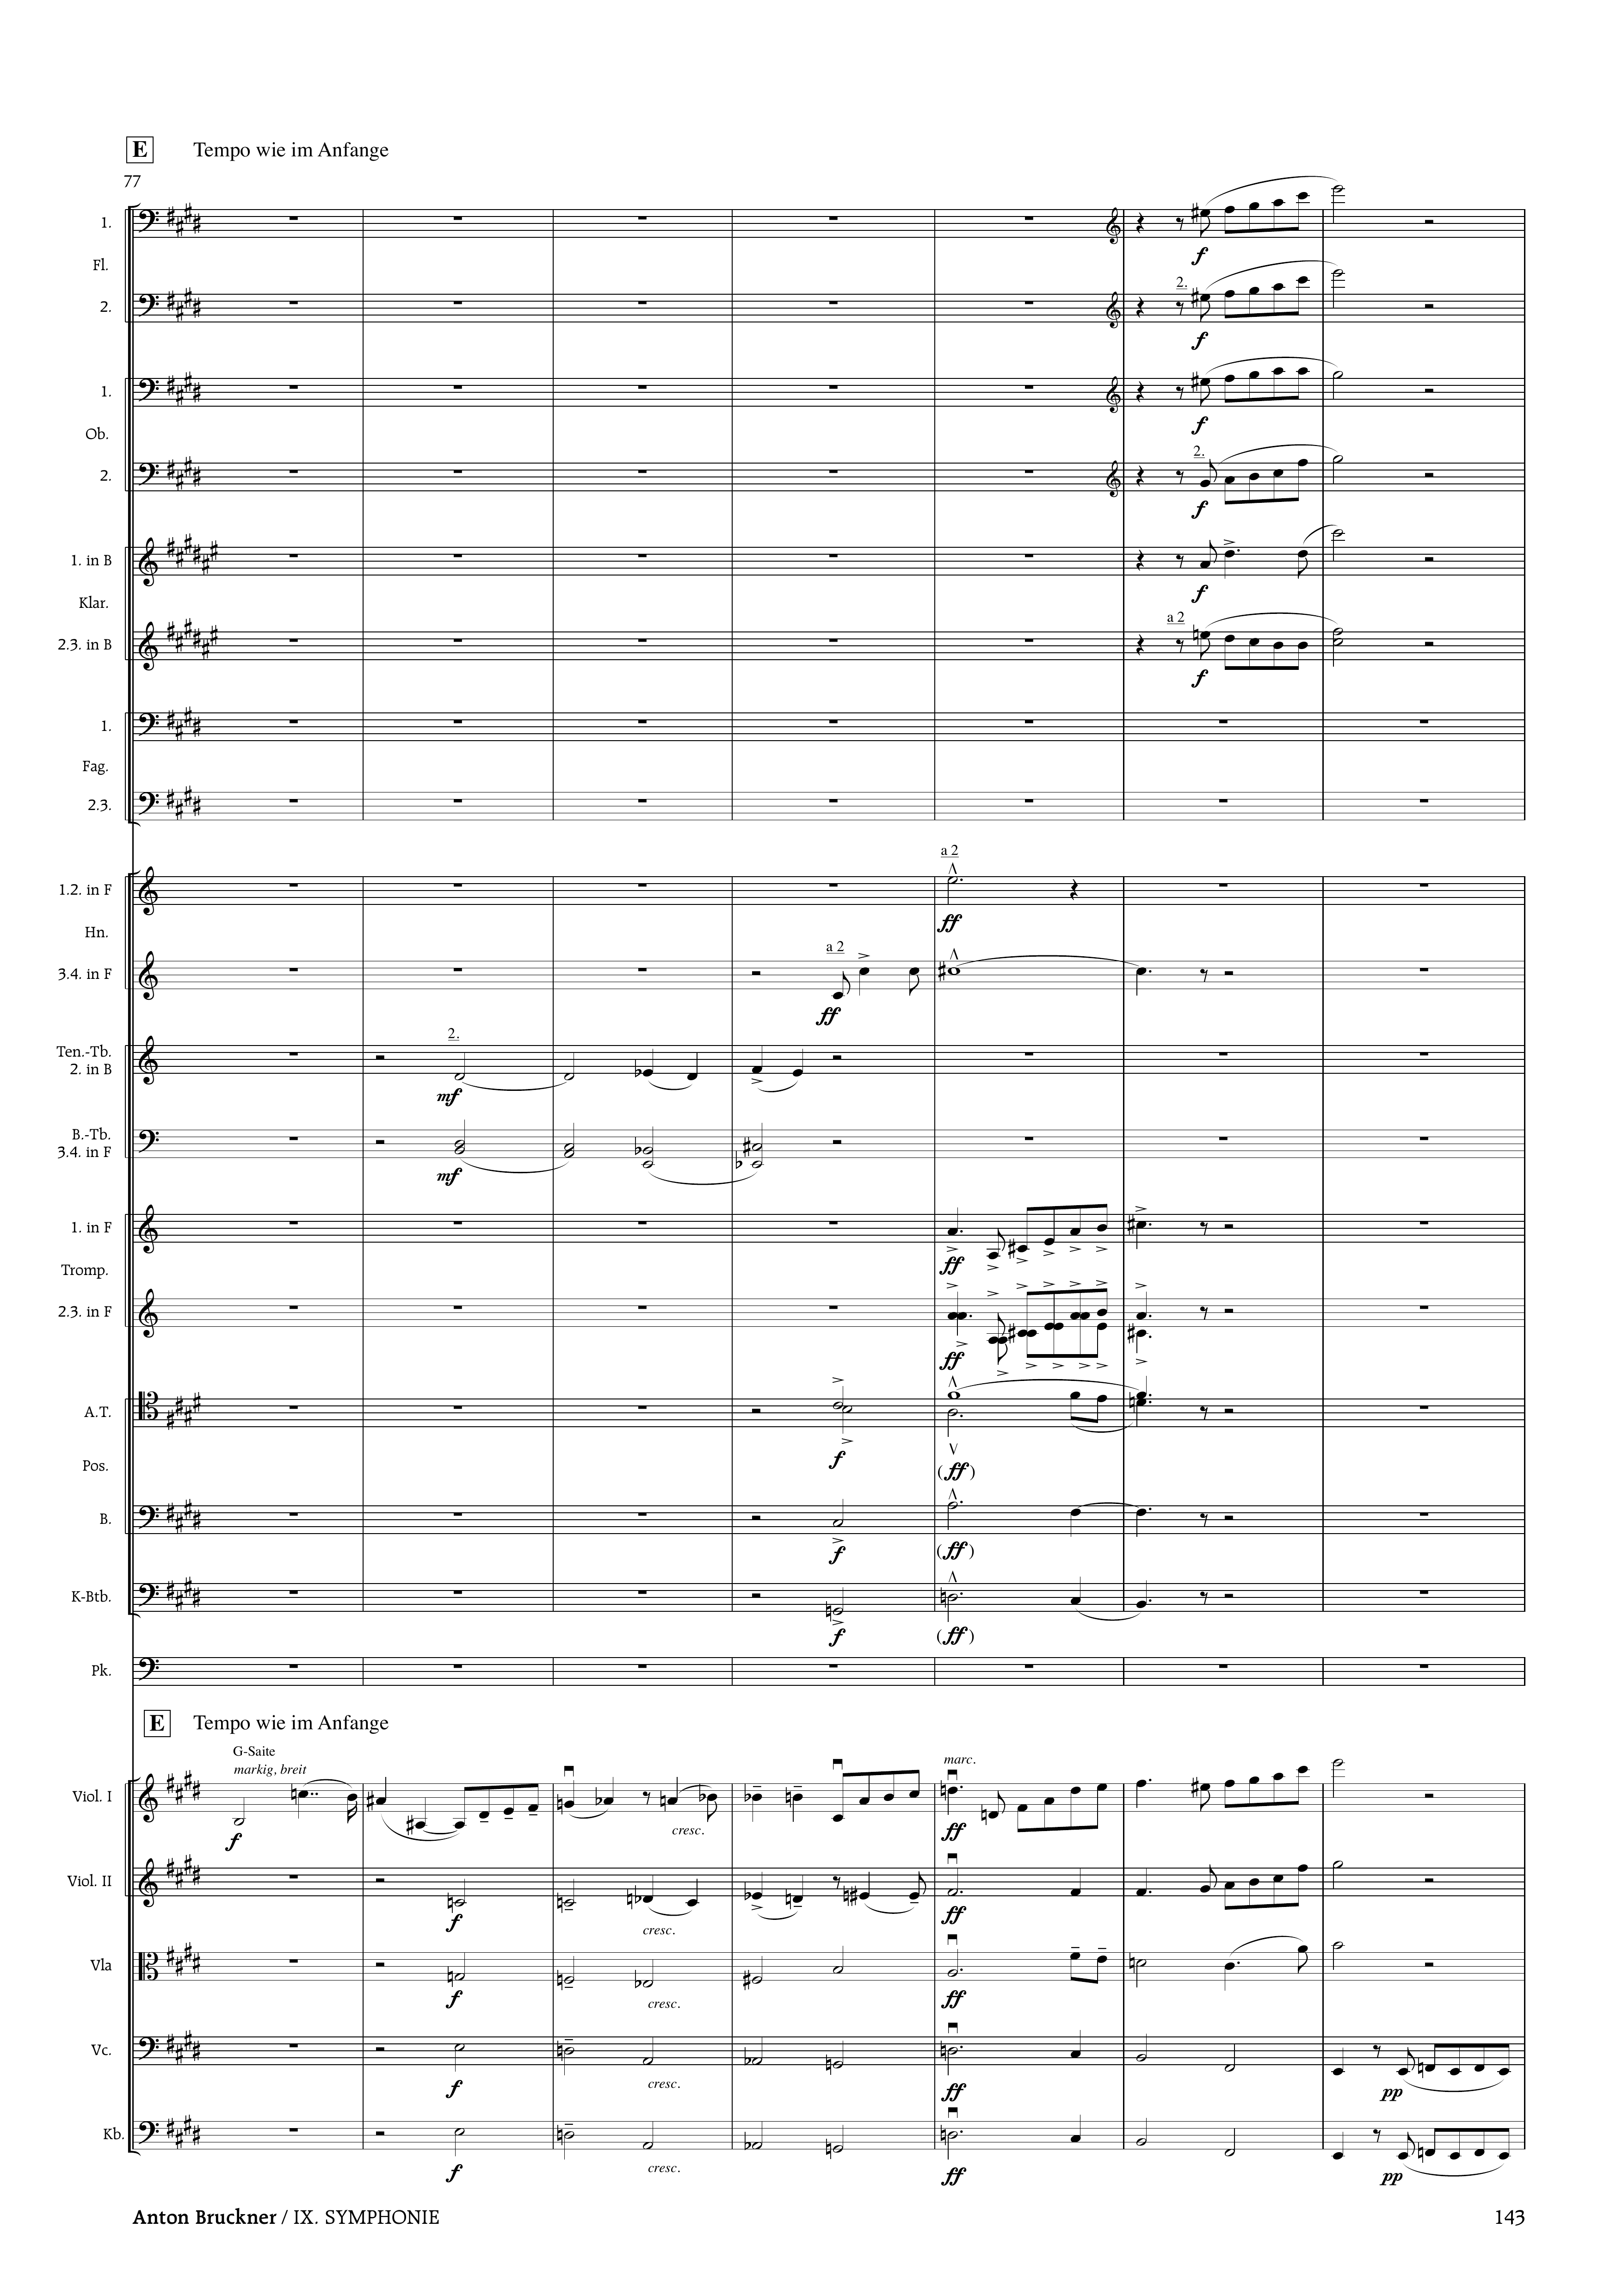 E Tempo wie im Anfange
77
1.
Fl.
2.
2.
f
f
1.
Ob.
f
2.
2.
f
1. in B
f
Klar.
a 2
2.3. in B
f
1.
Fag.
2.3.
a 2
1.2. in F
ff
Hn.
a 2
3.4. in F
ff
2.
Ten.-Tb.
2. in B
mf
B.-Tb.
3.4. in F
mf
1. in F
ff
Tromp.
2.3. in F
ff
A.T.
f
(ff)
Pos.
B.
f (ff)
K-Btb.
f (ff)
Pk.
E Tempo wie im Anfange
G-Saite
markig, breit
marc.
Viol. I
f
cresc.
ff
Viol. II
f
cresc.
ff
Vla
f
cresc.
ff
Vc.
f
cresc.
ff
pp
Kb.
f
cresc.
ff
pp
Anton Bruckner / IX. SYMPHONIE 143